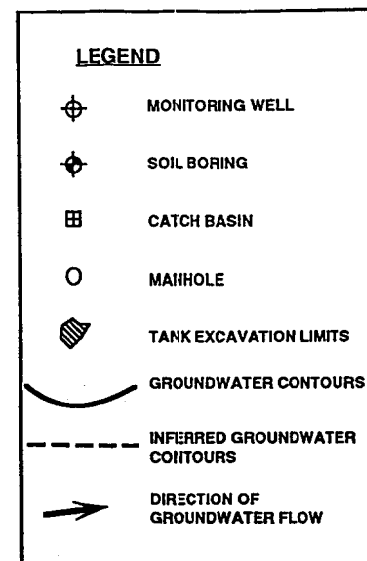 LEGEND
MONITORING WELL
SOIL BORING
CATCH BASIN
MANHOLE
TANK EXCAVATION LIMITS
GROUNDWATER CONTOURS
INFERRED GROUNDWATER
CONTOURS
DIRECTION OF
GROUNDWATER FLOW